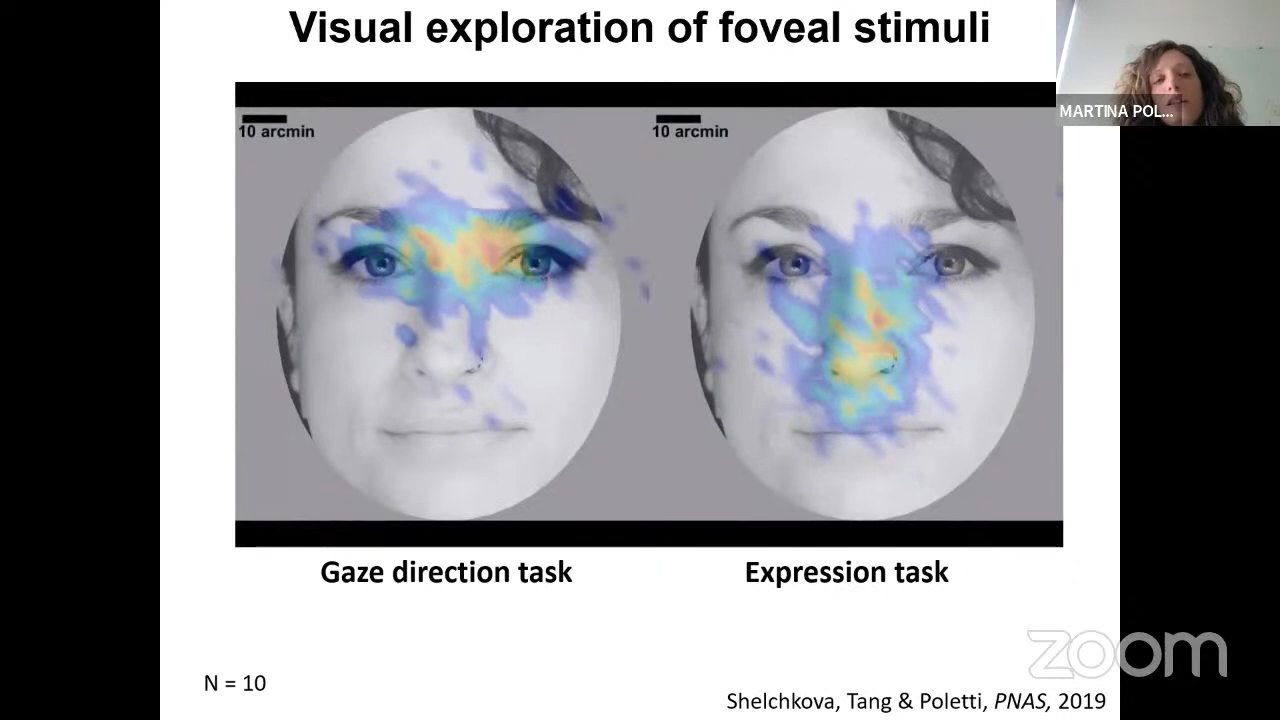 Visual exploration of foveal stimuli
MARTINA POL...
10 arcmin
10 arcmin
Gaze direction task
Expression task
zoom
N = 10
Shelchkova, Tang & Poletti, PNAS, 2019